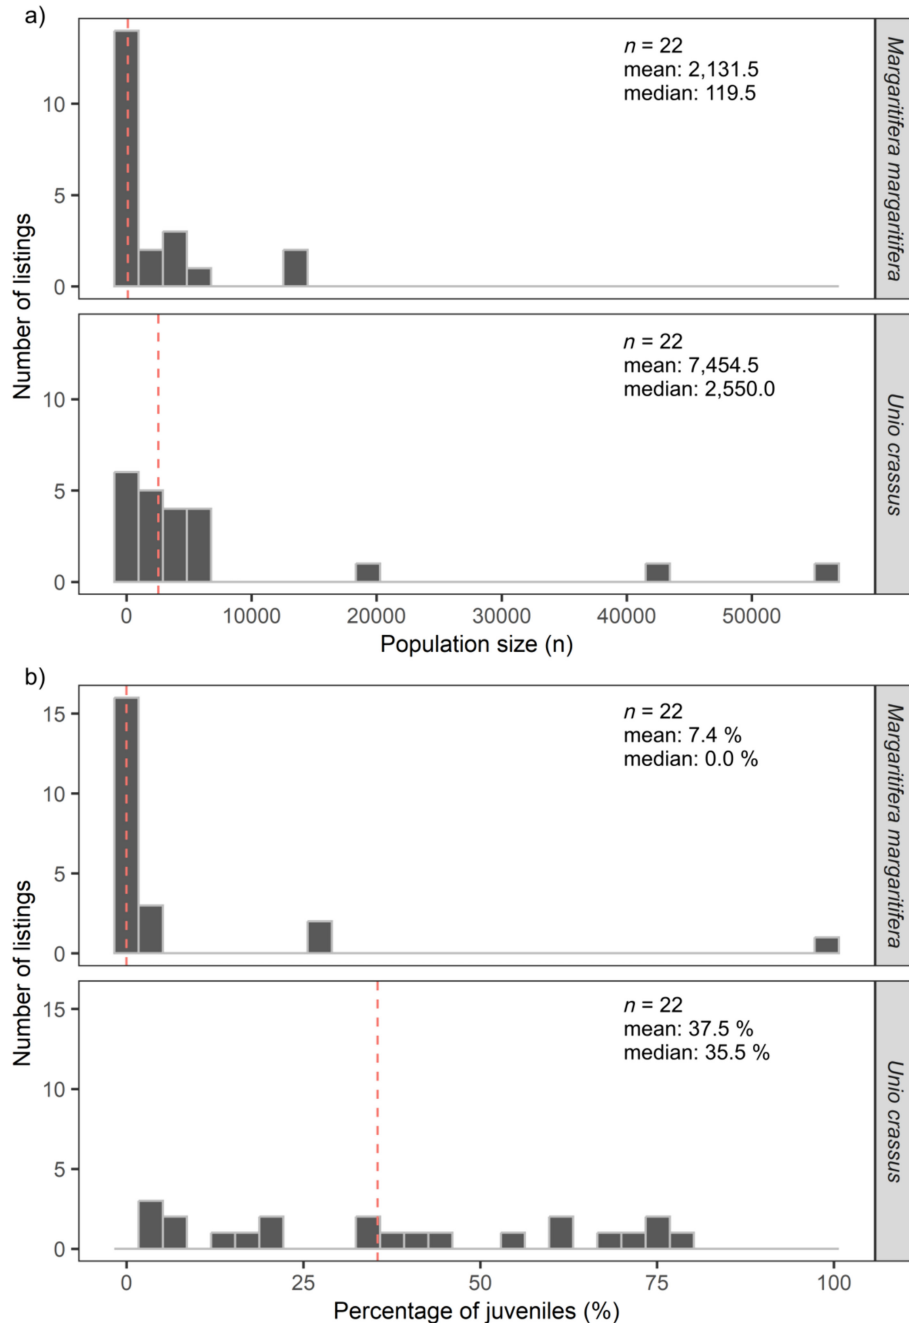 a)
Number of listings
10
5
0
n = 22
mean: 2,131.5
median: 119.5
Margaritifera margaritifera
10
5
0
n = 22
mean: 7,454.5
median: 2,550.0
Unio crassus
0 10000 20000 30000 40000 50000
Population size (n)
b)
Number of listings
15
10
5
0
n = 22
mean: 7.4 %
median: 0.0 %
Margaritifera margaritifera
15
10
5
0
n = 22
mean: 37.5 %
median: 35.5 %
Unio crassus
0 25 50 75 100
Percentage of juveniles (%)